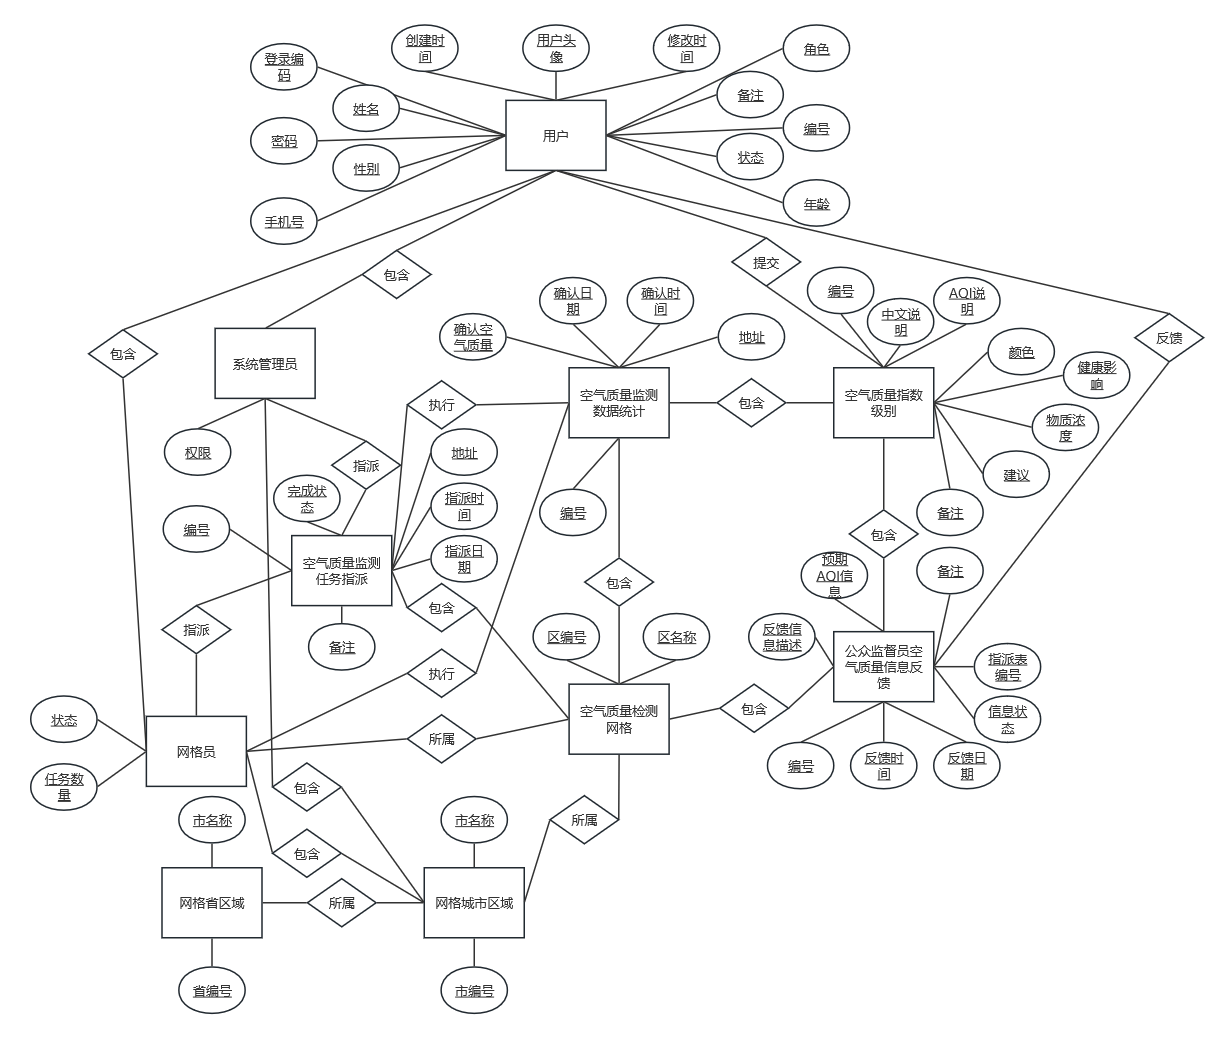 创建时
间
用户头
像
修改时
间
角色
登录编
码
姓名
备注
密码
用户
编号
性别
状态
手机号
年龄
包含
提交
编号
AQI说
明
确认日
期
确认时
间
中文说
明
确认空
气质量
地址
反馈
包含
系统管理员
颜色
健康影
响
执行
空气质量监测
数据统计
包含
空气质量指数
级别
物质浓
度
权限
指派
地址
建议
完成状
态
指派时
间
编号
备注
编号
包含
指派日
期
空气质量监测
任务指派
预期
AQI信
息
备注
包含
包含
指派
备注
区编号
区名称
反馈信
息描述
公众监督员空
气质量信息反
馈
指派表
编号
执行
状态
网格员
所属
空气质量检测
网格
包含
信息状
态
任务数
量
包含
编号
反馈时
间
反馈日
期
市名称
市名称
所属
包含
网格省区域
所属
网格城市区域
省编号
市编号